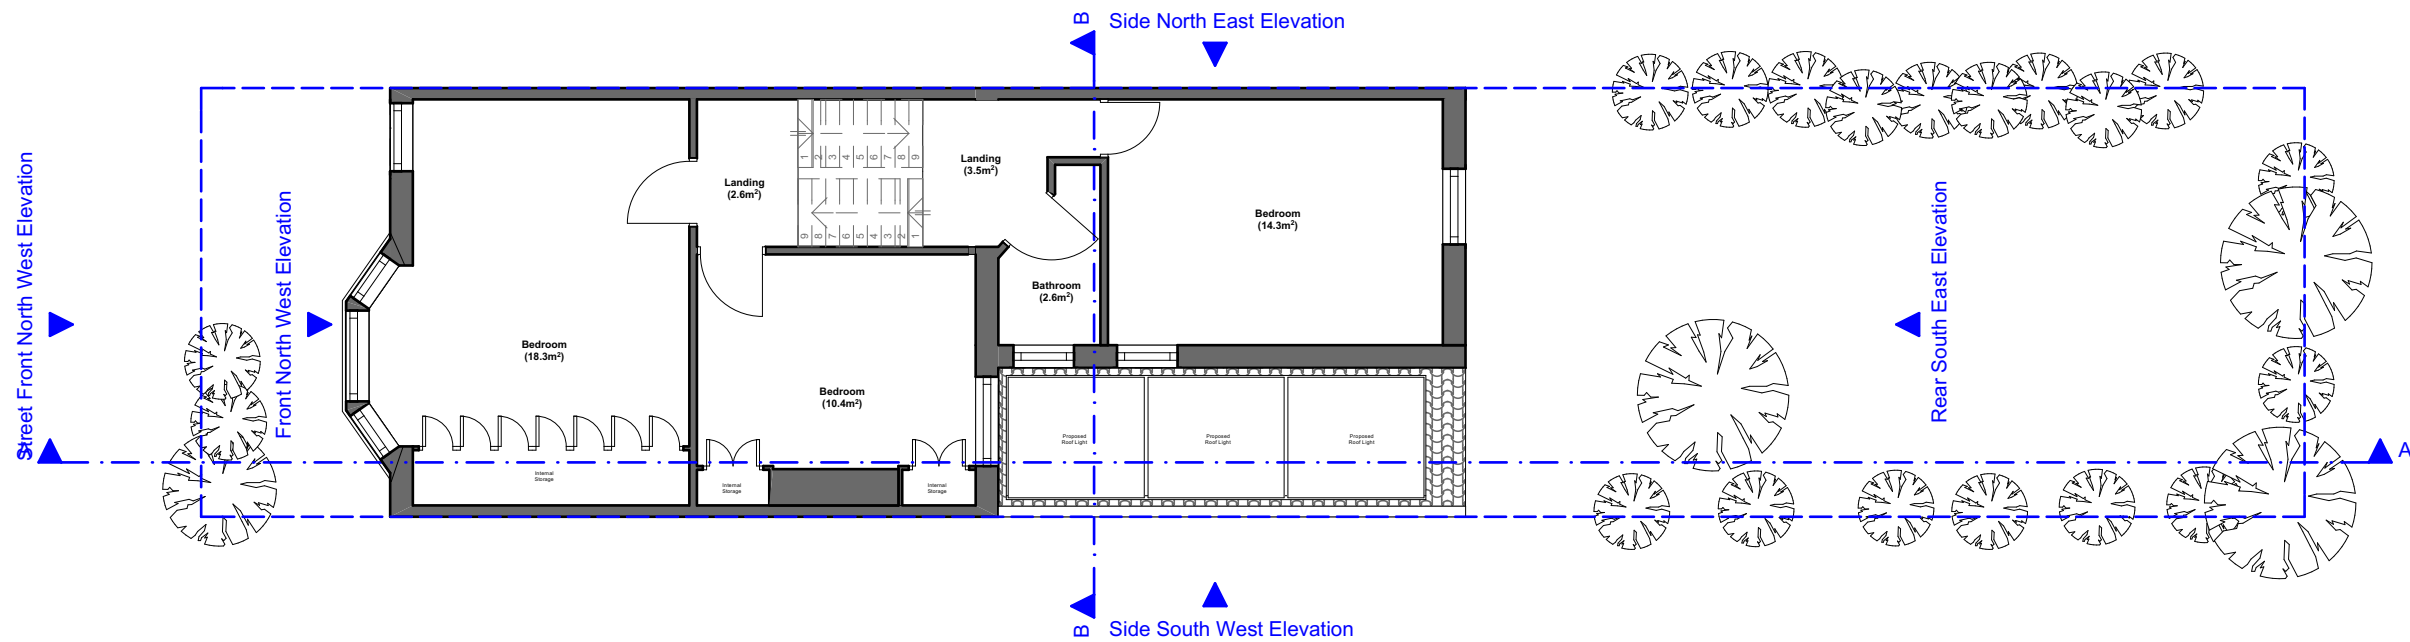 B
Side North East Elevation
Street Front North West Elevation
Front North West Elevation
Landing
(2.6m²)
1 2 3 4 5 6 7 8 9
9 8 7 6 5 4 3 2 1
Landing
(3.5m²)
Bedroom
(14.3m²)
Rear South East Elevation
Bathroom
(2.6m²)
Bedroom
(18.3m²)
Bedroom
(10.4m²)
Proposed
Roof Light
Proposed
Roof Light
Proposed
Roof Light
Internal
Storage
Internal
Storage
Internal
Storage
A
B
Side South West Elevation